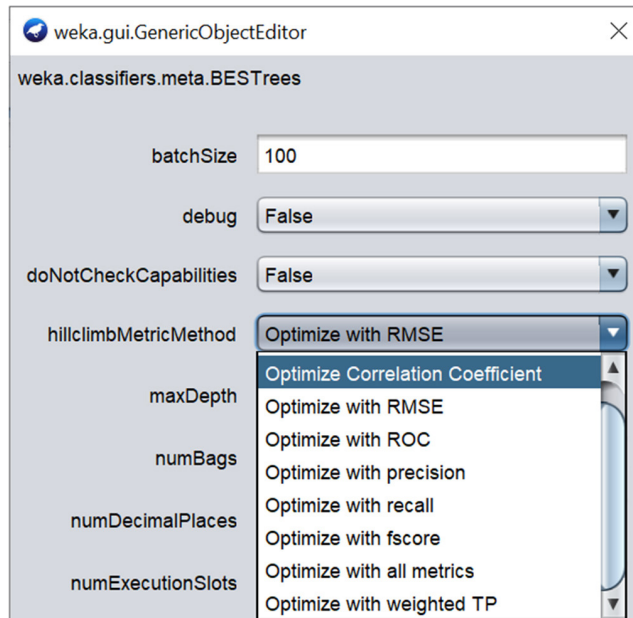 weka.gui.GenericObjectEditor
weka.classifiers.meta.BESTrees
batchSize 100
debug False
doNotCheckCapabilities False
hillclimbMetricMethod Optimize with RMSE
Optimize Correlation Coefficient
maxDepth
Optimize with RMSE
Optimize with ROC
numBags
Optimize with precision
Optimize with recall
numDecimalPlaces
Optimize with fscore
Optimize with all metrics
numExecutionSlots
Optimize with weighted TP